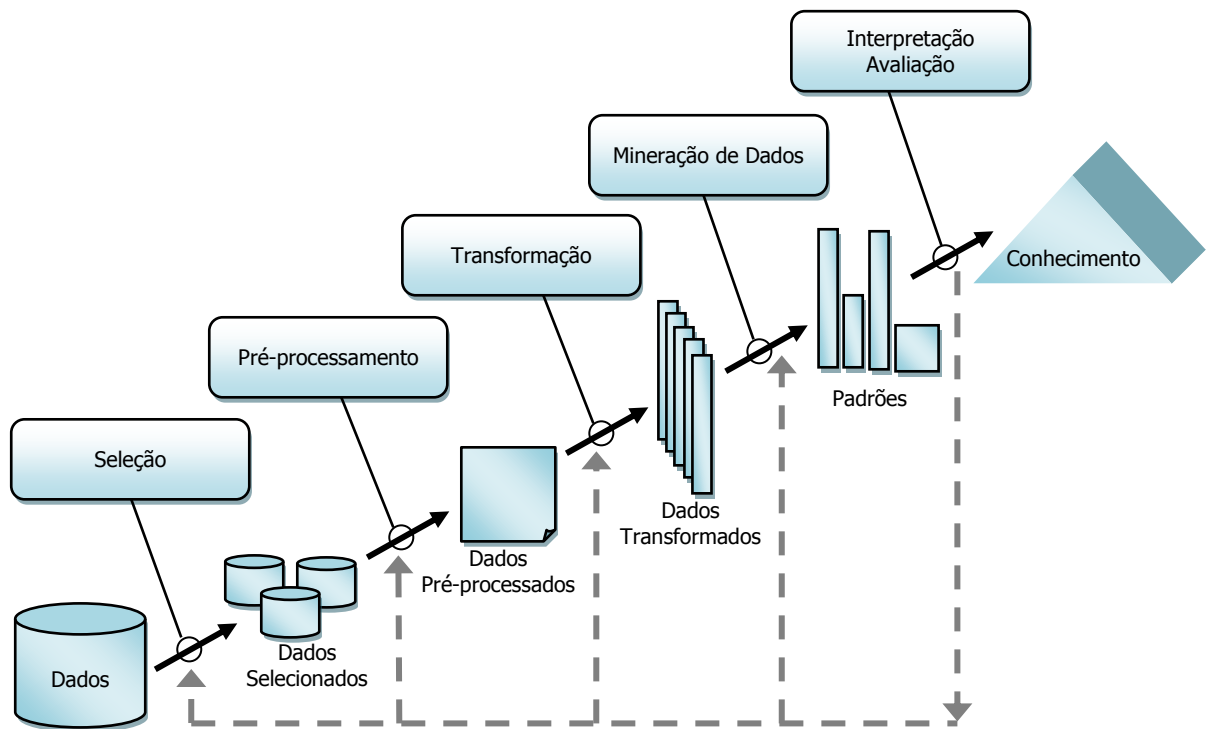 Interpretação
Avaliação
Mineração de Dados
Transformação
Conhecimento
Pré-processamento
Padrões
Seleção
Dados
Transformados
Dados
Pré-processados
Dados
Selecionados
Dados